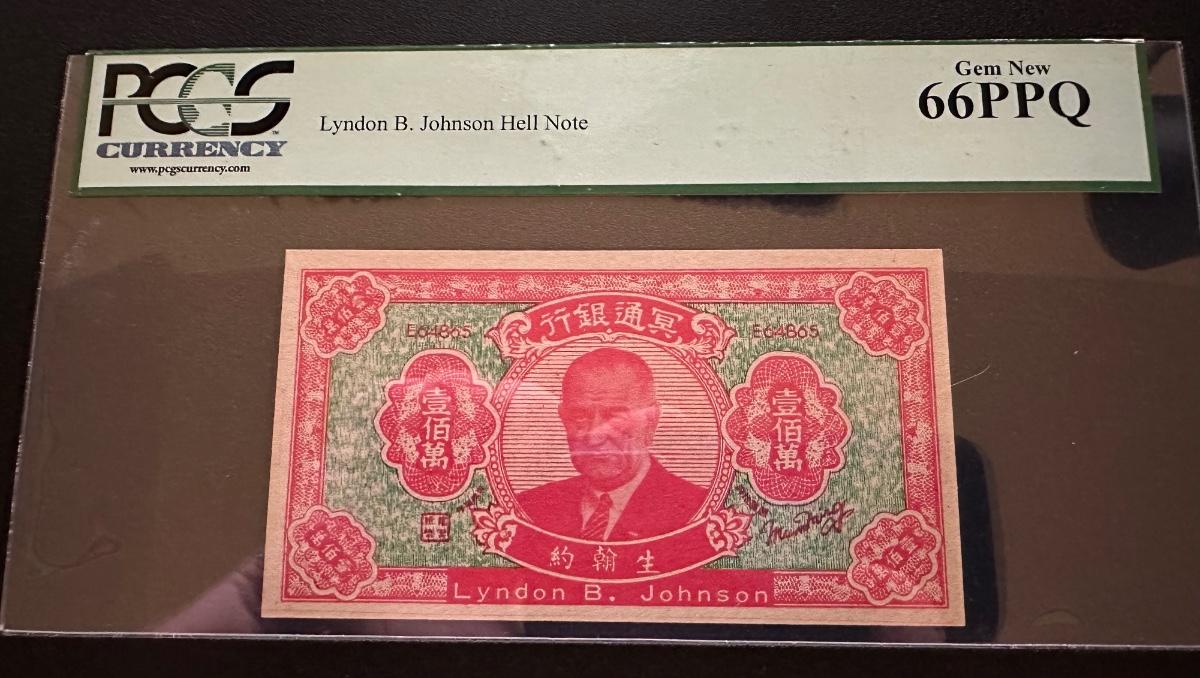 PCGS
CURRENCY
www.pcgscurrency.com
Lyndon B. Johnson Hell Note
Gem New
66PPQ
行銀通冥
E64865
E64865
壹佰萬
壹佰萬
約翰生
Lyndon B. Johnson